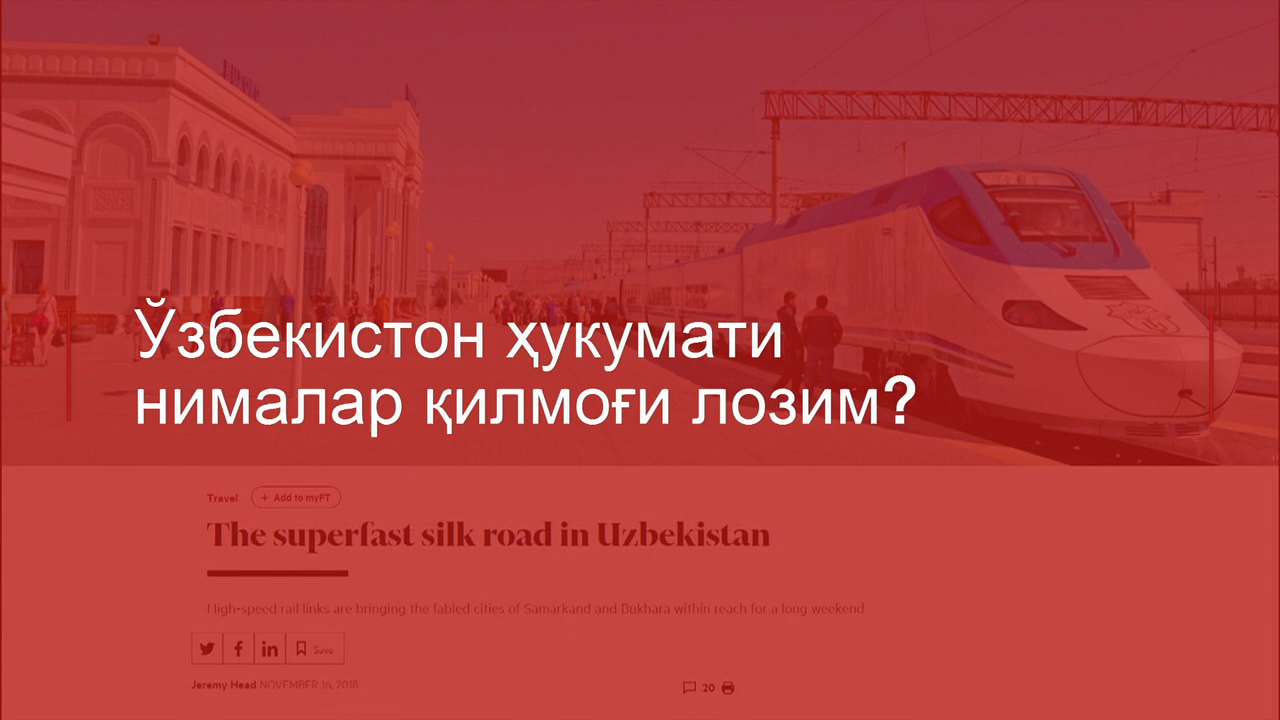 Ўзбекистон ҳукумати
нималар қилмоғи лозим?
Travel + Add to myFT
The superfast silk road in Uzbekistan
High-speed rail links are bringing the fabled cities of Samarkand and Bukhara within reach for a long weekend
Save
Jeremy Head NOVEMBER 16, 2018
20